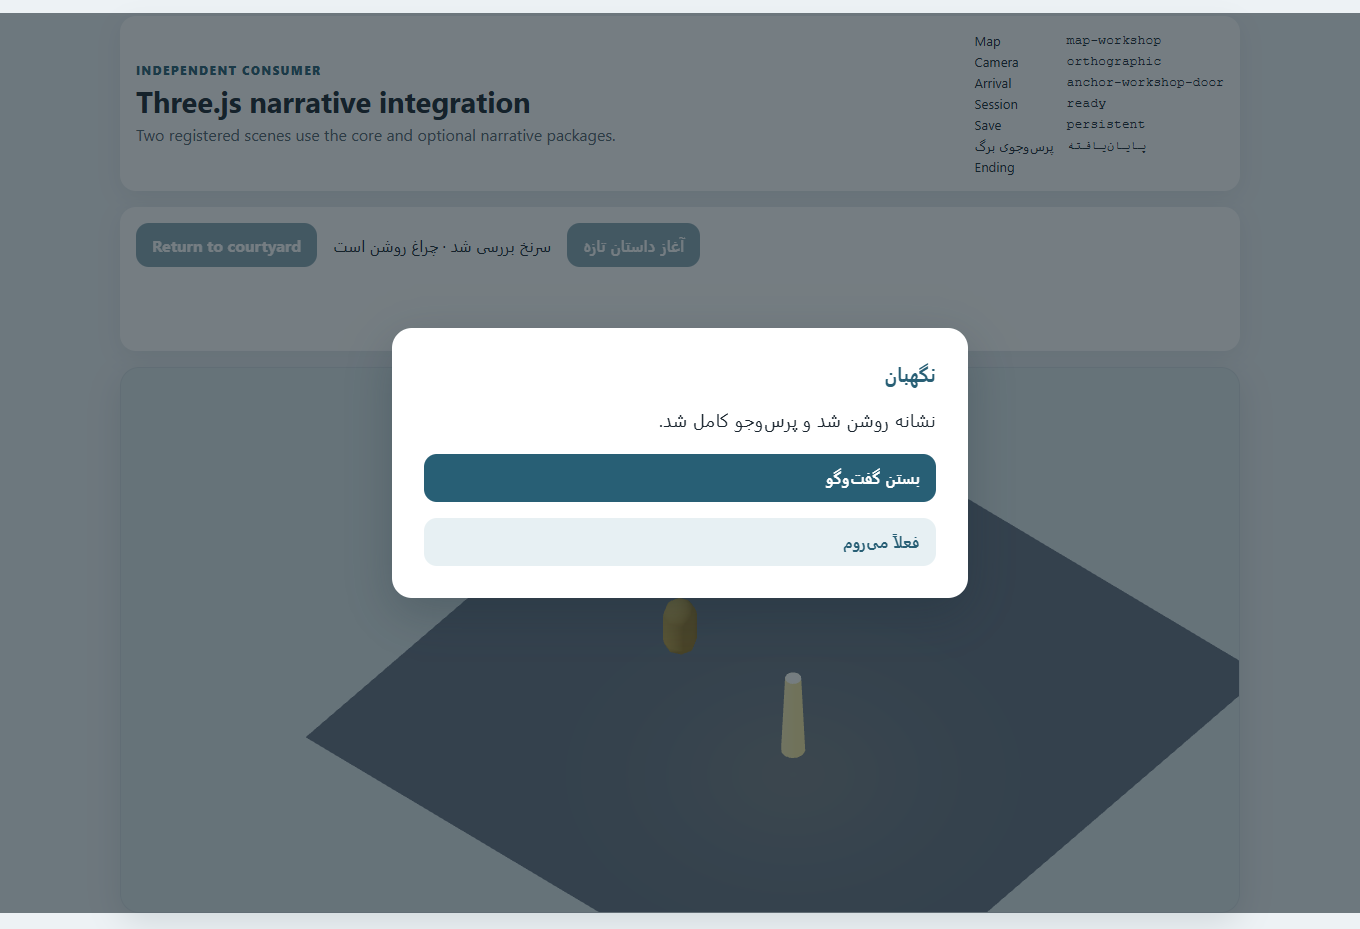 INDEPENDENT CONSUMER
Three.js narrative integration
Two registered scenes use the core and optional narrative packages.
Map map-workshop
Camera orthographic
Arrival anchor-workshop-door
Session ready
Save persistent
پرس‌وجوی برگ پایان‌یافته
Ending
Return to courtyard
سرنخ بررسی شد · چراغ روشن است
آغاز داستان تازه
نگهبان
نشانه روشن شد و پرس‌وجو کامل شد.
بستن گفت‌وگو
فعلاً می‌روم